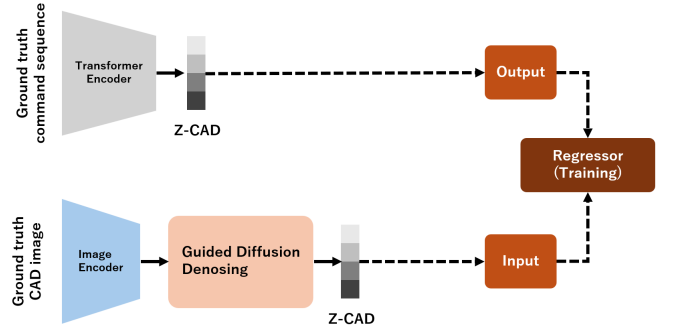 Ground truth
command sequence
Transformer
Encoder
Z-CAD
Output
Regressor
(Training)
Ground truth
CAD image
Image
Encoder
Guided Diffusion
Denosing
Z-CAD
Input